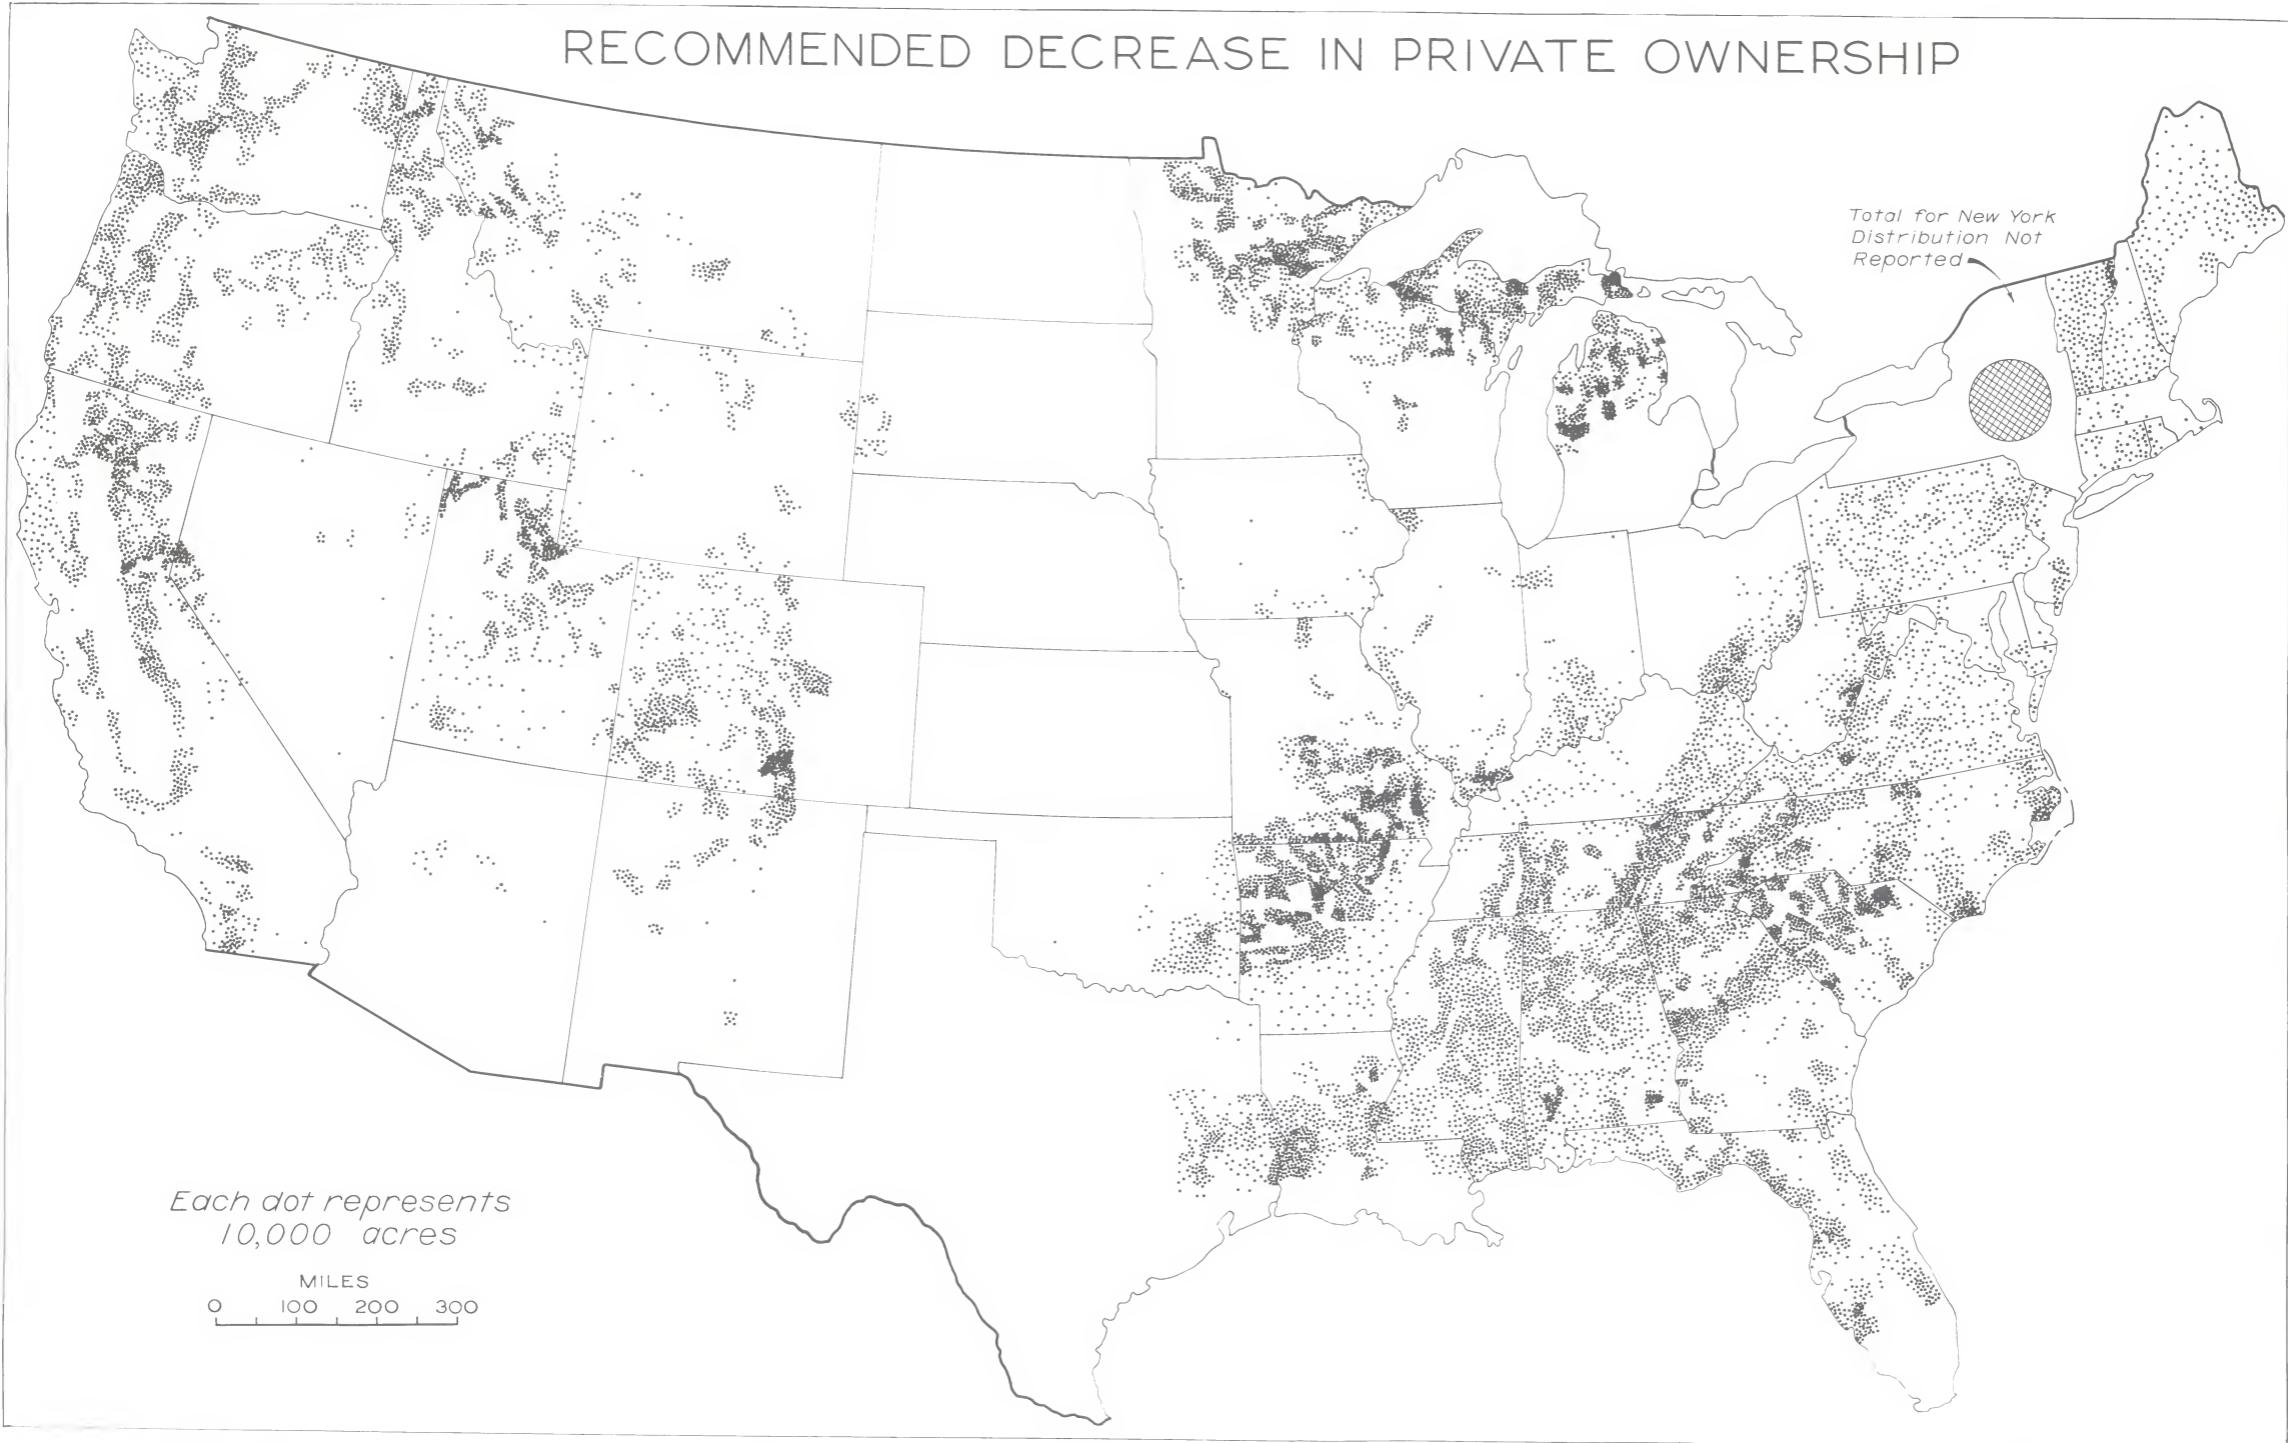 RECOMMENDED DECREASE IN PRIVATE OWNERSHIP
Total for New York
Distribution Not
Reported
Each dot represents
10,000 acres
MILES
0 100 200 300